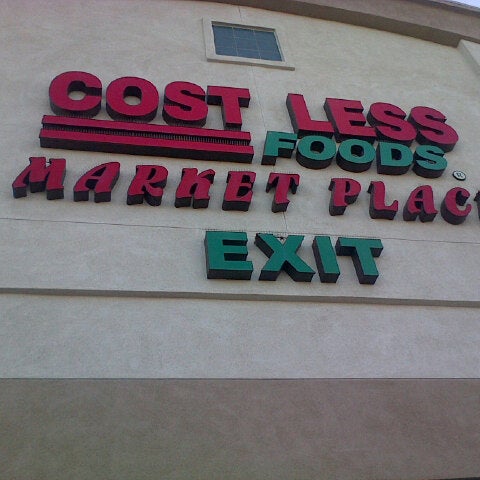 COST LESS
FOODS ®
MARKET PLAC
EXIT